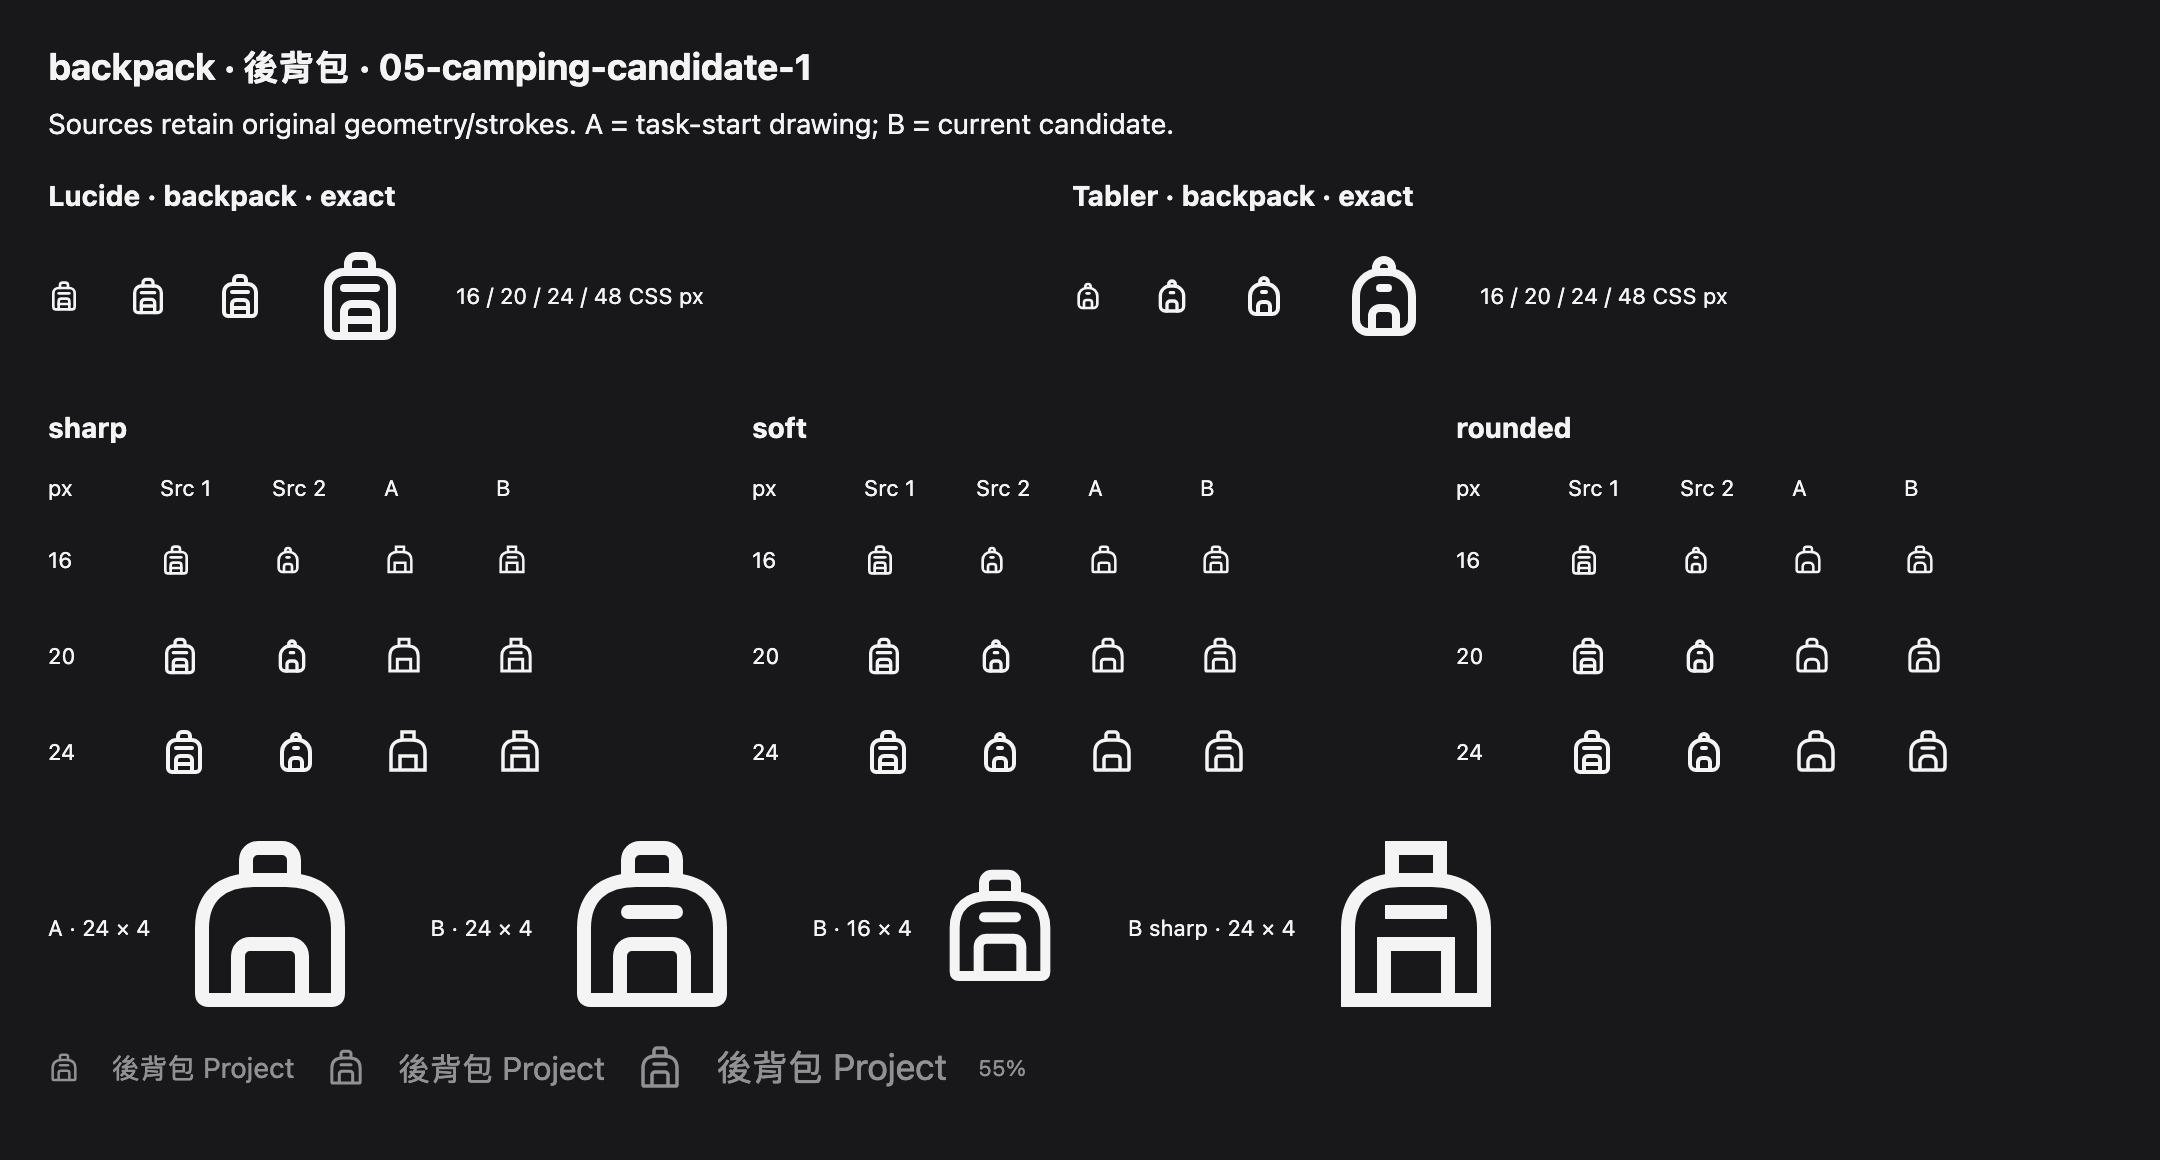 backpack · 後背包 · 05-camping-candidate-1
Sources retain original geometry/strokes. A = task-start drawing; B = current candidate.
Lucide · backpack · exact
16 / 20 / 24 / 48 CSS px
Tabler · backpack · exact
16 / 20 / 24 / 48 CSS px
sharp
px Src 1 Src 2 A B
16
20
24
soft
px Src 1 Src 2 A B
16
20
24
rounded
px Src 1 Src 2 A B
16
20
24
A · 24 × 4
B · 24 × 4
B · 16 × 4
B sharp · 24 × 4
後背包 Project 後背包 Project 後背包 Project 55%